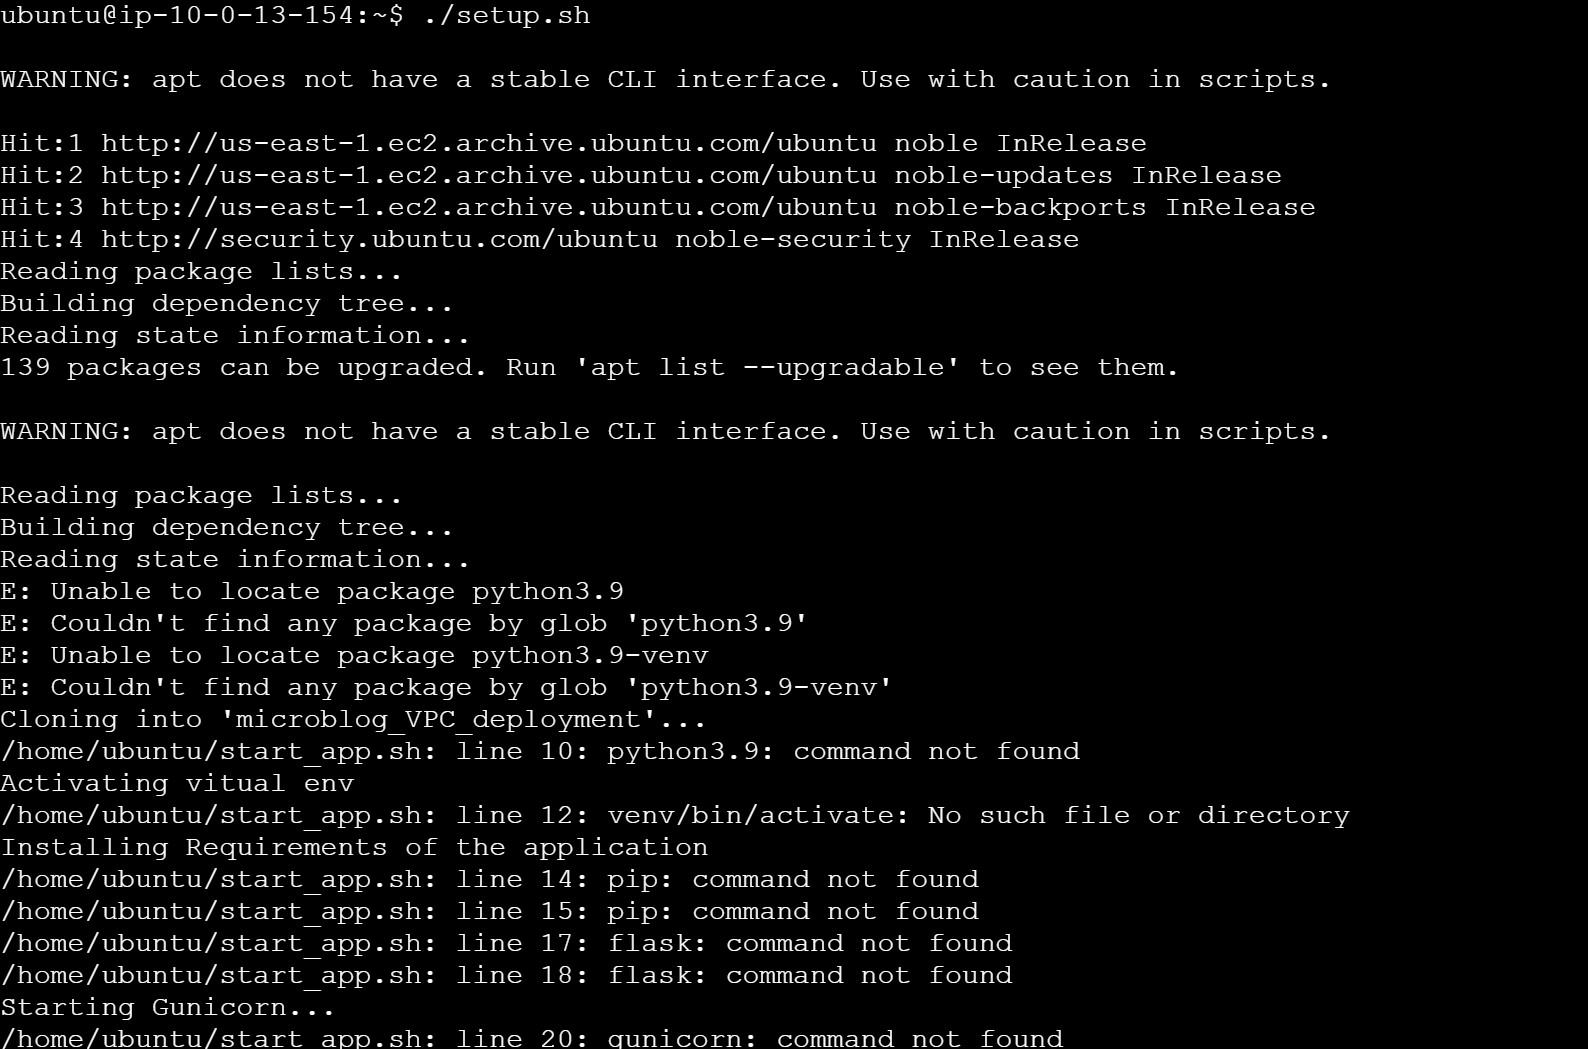 ubuntu@ip-10-0-13-154:~$ ./setup.sh
WARNING: apt does not have a stable CLI interface. Use with caution in scripts.
Hit:1 http://us-east-1.ec2.archive.ubuntu.com/ubuntu noble InRelease
Hit:2 http://us-east-1.ec2.archive.ubuntu.com/ubuntu noble-updates InRelease
Hit:3 http://us-east-1.ec2.archive.ubuntu.com/ubuntu noble-backports InRelease
Hit:4 http://security.ubuntu.com/ubuntu noble-security InRelease
Reading package lists...
Building dependency tree...
Reading state information...
139 packages can be upgraded. Run 'apt list --upgradable' to see them.
WARNING: apt does not have a stable CLI interface. Use with caution in scripts.
Reading package lists...
Building dependency tree...
Reading state information...
E: Unable to locate package python3.9
E: Couldn't find any package by glob 'python3.9'
E: Unable to locate package python3.9-venv
E: Couldn't find any package by glob 'python3.9-venv'
Cloning into 'microblog_VPC_deployment'...
/home/ubuntu/start_app.sh: line 10: python3.9: command not found
Activating vitual env
/home/ubuntu/start_app.sh: line 12: venv/bin/activate: No such file or directory
Installing Requirements of the application
/home/ubuntu/start_app.sh: line 14: pip: command not found
/home/ubuntu/start_app.sh: line 15: pip: command not found
/home/ubuntu/start_app.sh: line 17: flask: command not found
/home/ubuntu/start_app.sh: line 18: flask: command not found
Starting Gunicorn...
/home/ubuntu/start_app.sh: line 20: gunicorn: command not found